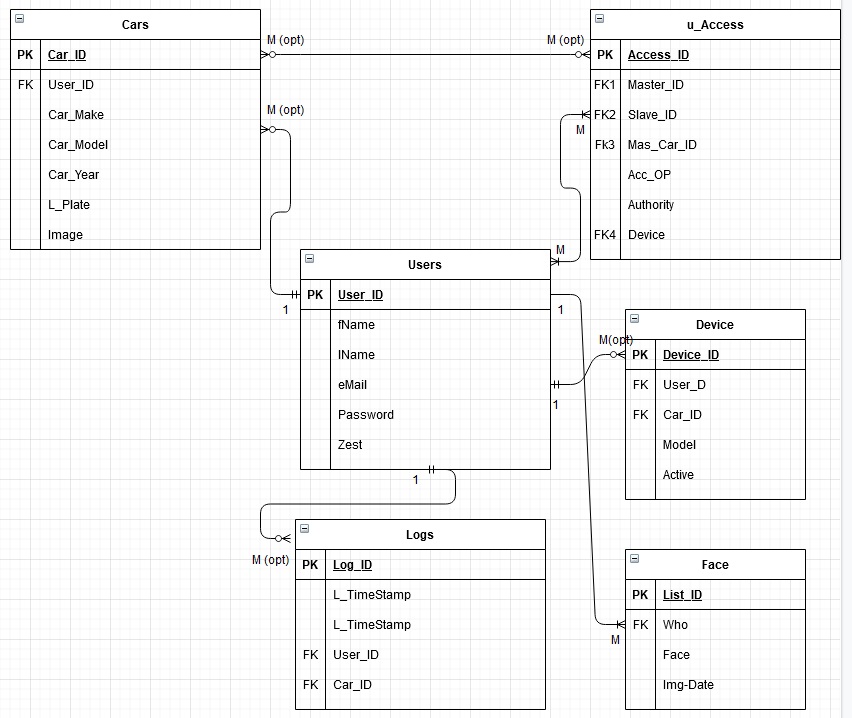 Cars
PK Car_ID
FK User_ID
Car_Make
Car_Model
Car_Year
L_Plate
Image
M (opt)
M (opt)
M (opt)
u_Access
PK Access_ID
FK1 Master_ID
FK2 Slave_ID
Fk3 Mas_Car_ID
Acc_OP
Authority
FK4 Device
M
M
Users
PK User_ID
fName
lName
eMail
Password
Zest
1
1
1
1
M(opt)
Device
PK Device_ID
FK User_D
FK Car_ID
Model
Active
M (opt)
Logs
PK Log_ID
L_TimeStamp
L_TimeStamp
FK User_ID
FK Car_ID
Face
PK List_ID
FK Who
Face
Img-Date
M